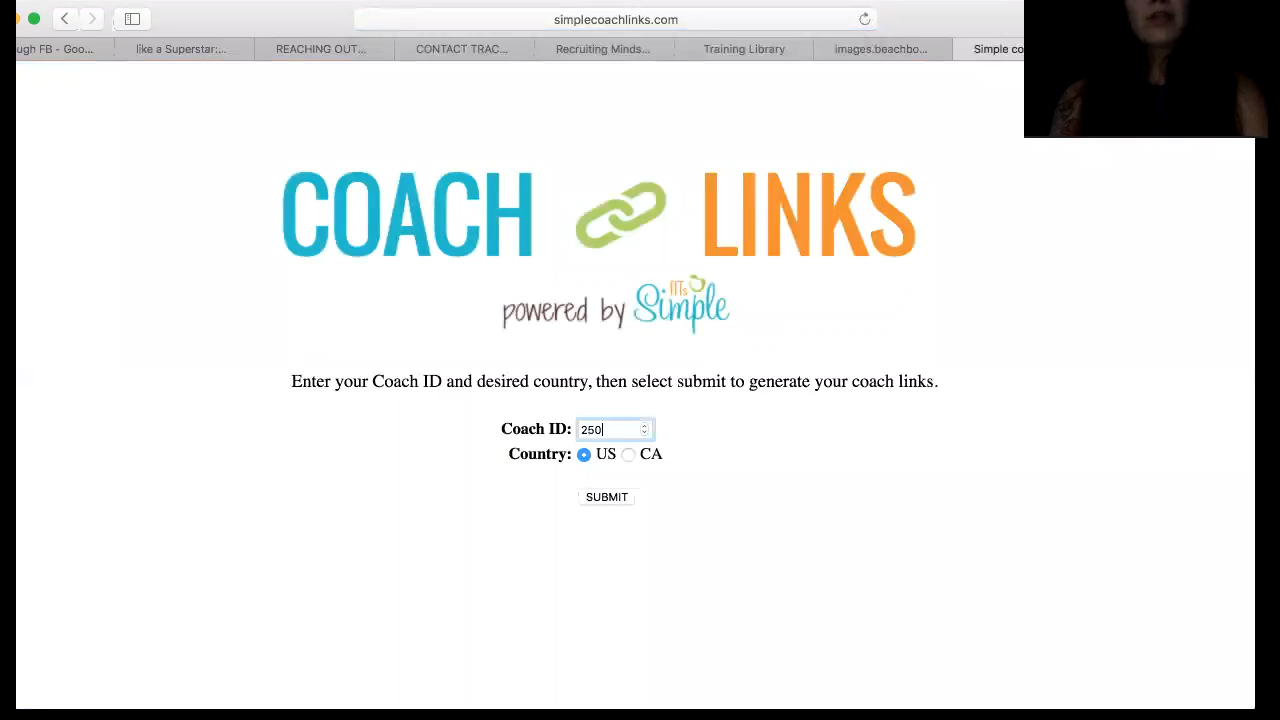 simplecoachlinks.com
ugh FB - Goo... like a Superstar:... REACHING OUT... CONTACT TRAC... Recruiting Minds... Training Library images.beachbo... Simple co
COACH LINKS
powered by FITs Simple
Enter your Coach ID and desired country, then select submit to generate your coach links.
Coach ID: 250
Country: US CA
SUBMIT